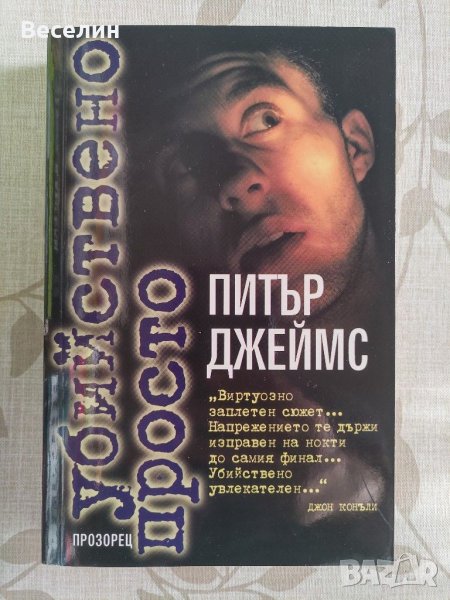 Веселин
убийствено
просто
ПИТЪР
ДЖЕЙМС
„Виртуозно
заплетен сюжет...
Напрежението те държи
изправен на нокти
до самия финал...
Убийствено
увлекателен..."
ДЖОН КОНЪЛИ
ПРОЗОРЕЦ
BAZAR